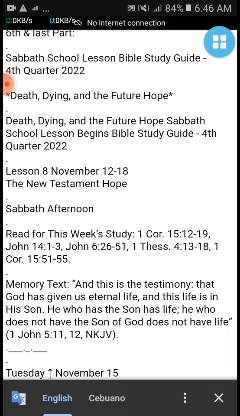 84% 6:46 AM
0:0KB/s U:0KB/s No internet connection
6th & last Part:
.
Sabbath School Lesson Bible Study Guide -
4th Quarter 2022
.
*Death, Dying, and the Future Hope*
.
Death, Dying, and the Future Hope Sabbath
School Lesson Begins Bible Study Guide - 4th
Quarter 2022
.
Lesson 8 November 12-18
The New Testament Hope
.
Sabbath Afternoon
.
Read for This Week's Study: 1 Cor. 15:12-19,
John 14:1-3, John 6:26-51, 1 Thess. 4:13-18, 1
Cor. 15:51-55.
.
Memory Text: “And this is the testimony: that
God has given us eternal life, and this life is in
His Son. He who has the Son has life; he who
does not have the Son of God does not have life”
(1 John 5:11, 12, NKJV).
.__._.___
.
Tuesday ↑ November 15
English Cebuano